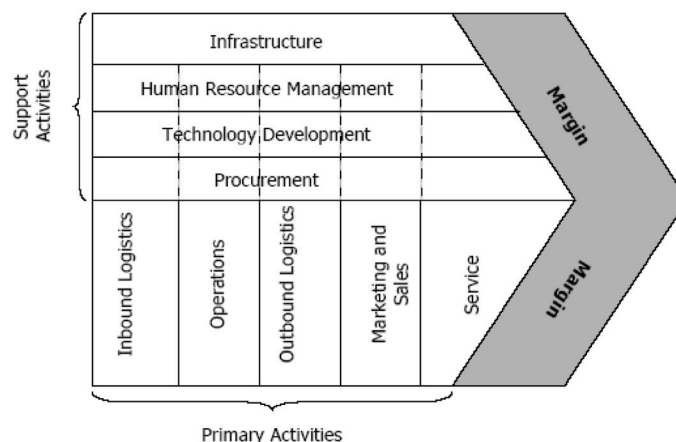 Infrastructure
Human Resource Management
Technology Development
Procurement
Support
Activities
Margin
Inbound Logistics
Operations
Outbound Logistics
Marketing and
Sales
Service
Margin
Primary Activities